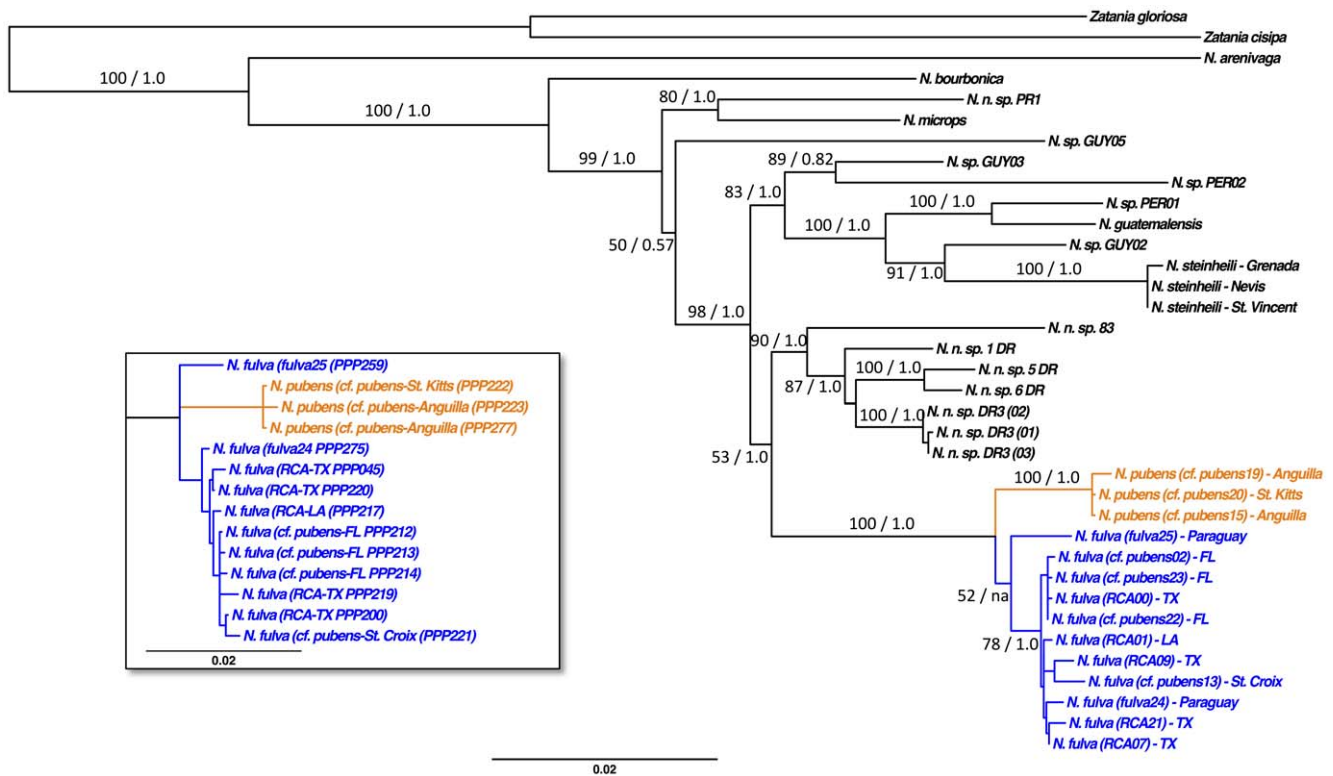 Zatania gloriosa
Zatania cisipa
N. arenivaga
100 / 1.0
N. bourbonica
100 / 1.0
80 / 1.0
N. n. sp. PR1
N. microps
99 / 1.0
N. sp. GUY05
89 / 0.82
N. sp. GUY03
N. sp. PER02
83 / 1.0
100 / 1.0
N. sp. PER01
N. guatemalensis
100 / 1.0
50 / 0.57
N. sp. GUY02
91 / 1.0
100 / 1.0
N. steinheili - Grenada
N. steinheili - Nevis
N. steinheili - St. Vincent
98 / 1.0
N. n. sp. 83
90 / 1.0
N. n. sp. 1 DR
100 / 1.0
N. n. sp. 5 DR
87 / 1.0
N. n. sp. 6 DR
100 / 1.0
N. n. sp. DR3 (02)
N. n. sp. DR3 (01)
N. n. sp. DR3 (03)
53 / 1.0
100 / 1.0
N. pubens (cf. pubens19) - Anguilla
N. pubens (cf. pubens20) - St. Kitts
N. pubens (cf. pubens15) - Anguilla
100 / 1.0
N. fulva (fulva25) - Paraguay
N. fulva (cf. pubens02) - FL
N. fulva (cf. pubens23) - FL
52 / na
N. fulva (RCA00) - TX
N. fulva (cf. pubens22) - FL
78 / 1.0
N. fulva (RCA01) - LA
N. fulva (RCA09) - TX
N. fulva (cf. pubens13) - St. Croix
N. fulva (fulva24) - Paraguay
N. fulva (RCA21) - TX
N. fulva (RCA07) - TX
0.02
N. fulva (fulva25 (PPP259)
N. pubens (cf. pubens-St. Kitts (PPP222)
N. pubens (cf. pubens-Anguilla (PPP223)
N. pubens (cf. pubens-Anguilla (PPP277)
N. fulva (fulva24 PPP275)
N. fulva (RCA-TX PPP045)
N. fulva (RCA-TX PPP220)
N. fulva (RCA-LA (PPP217)
N. fulva (cf. pubens-FL PPP212)
N. fulva (cf. pubens-FL PPP213)
N. fulva (cf. pubens-FL PPP214)
N. fulva (RCA-TX PPP219)
N. fulva (RCA-TX PPP200)
N. fulva (cf. pubens-St. Croix (PPP221)
0.02